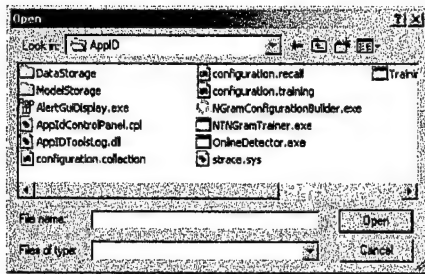 Open
Look in: AppID
DataStorage
ModelStorage
AlertGuiDisplay.exe
AppIdControlPanel.cpl
AppIDToolsLog.dll
configuration.collection
configuration.recall
configuration.training
NGramConfigurationBuilder.exe
NTNGramTrainer.exe
OnlineDetector.exe
strace.sys
Trainin
File name:
Open
Files of type:
Cancel